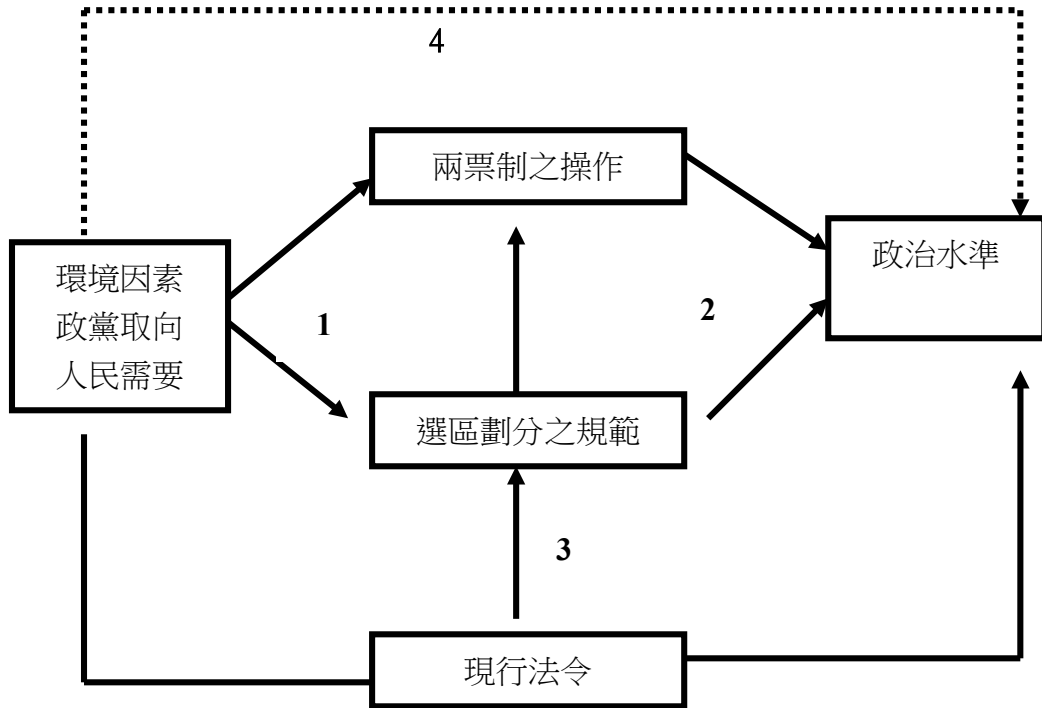 4
兩票制之操作
環境因素
政黨取向
人民需要
政治水準
1
2
選區劃分之規範
3
現行法令